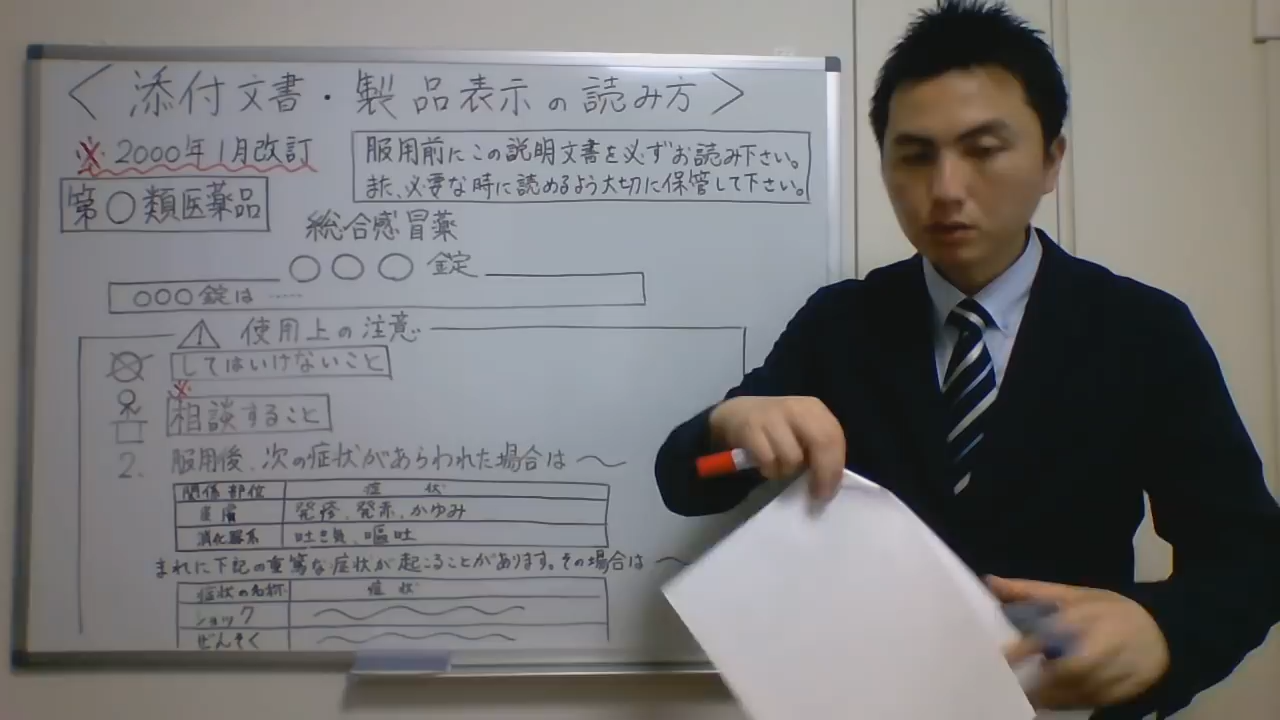 〈添付文書・製品表示の読み方〉
※2000年1月改訂
服用前にこの説明文書を必ずお読み下さい。
また、必要な時に読めるよう大切に保管して下さい。
第〇類医薬品
総合感冒薬
〇〇〇錠
〇〇〇錠は……
⚠使用上の注意
してはいけないこと
※
相談すること
2. 服用後、次の症状があらわれた場合は〜
関係部位 症状
皮膚 発疹、発赤、かゆみ
消化器系 吐き気、嘔吐
まれに下記の重篤な症状が起こることがあります。その場合は〜
症状の名称 症状
ショック
ぜんそく